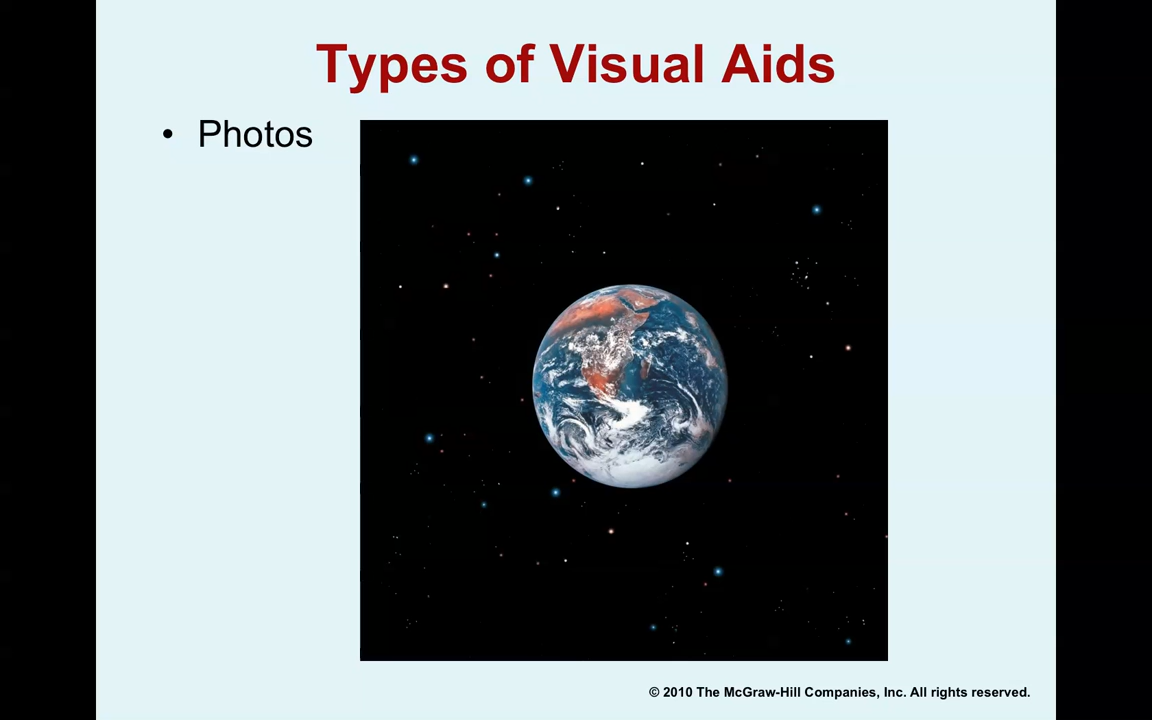 Types of Visual Aids
• Photos
© 2010 The McGraw-Hill Companies, Inc. All rights reserved.